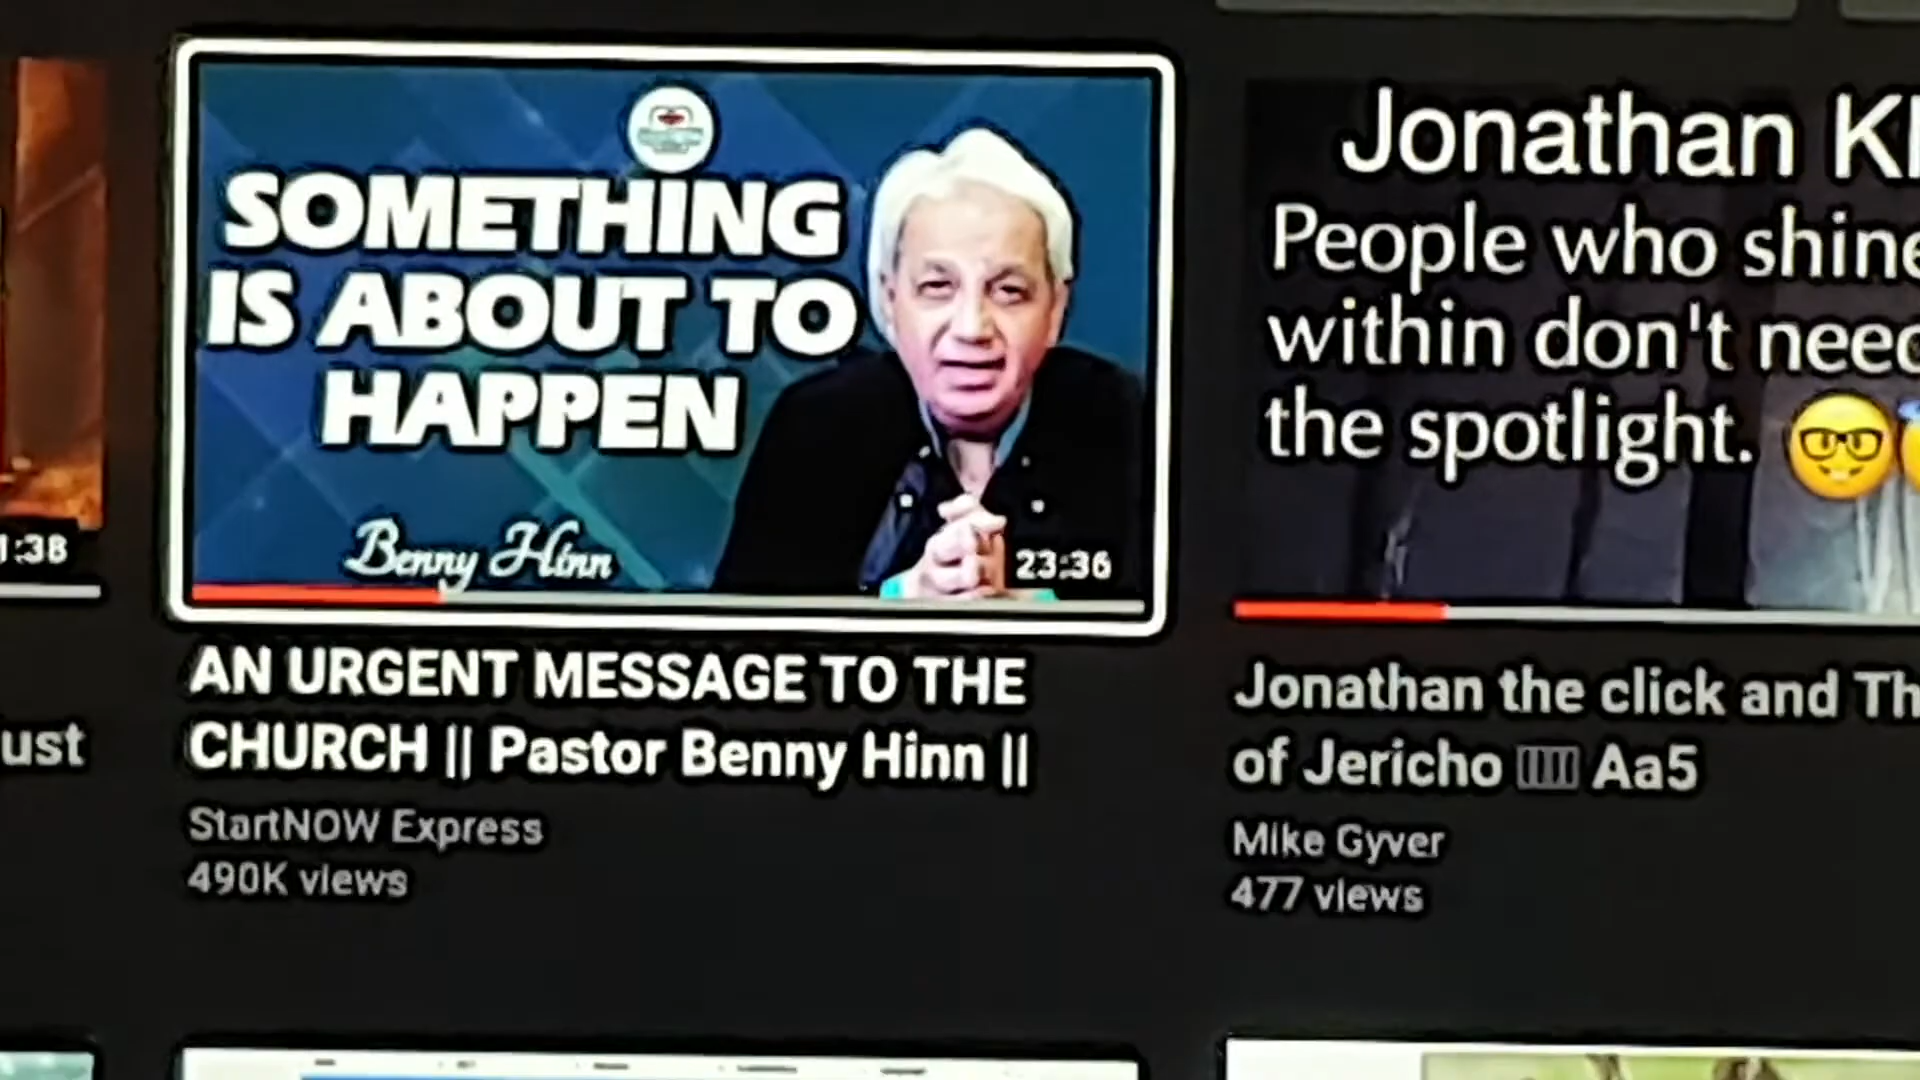 SOMETHING
IS ABOUT TO
HAPPEN
Benny Hinn
23:36
AN URGENT MESSAGE TO THE
CHURCH || Pastor Benny Hinn ||
StartNOW Express
490K views
Jonathan Kl
People who shine
within don't need
the spotlight.
Jonathan the click and Th
of Jericho Aa5
Mike Gyver
477 views
1:38
ust